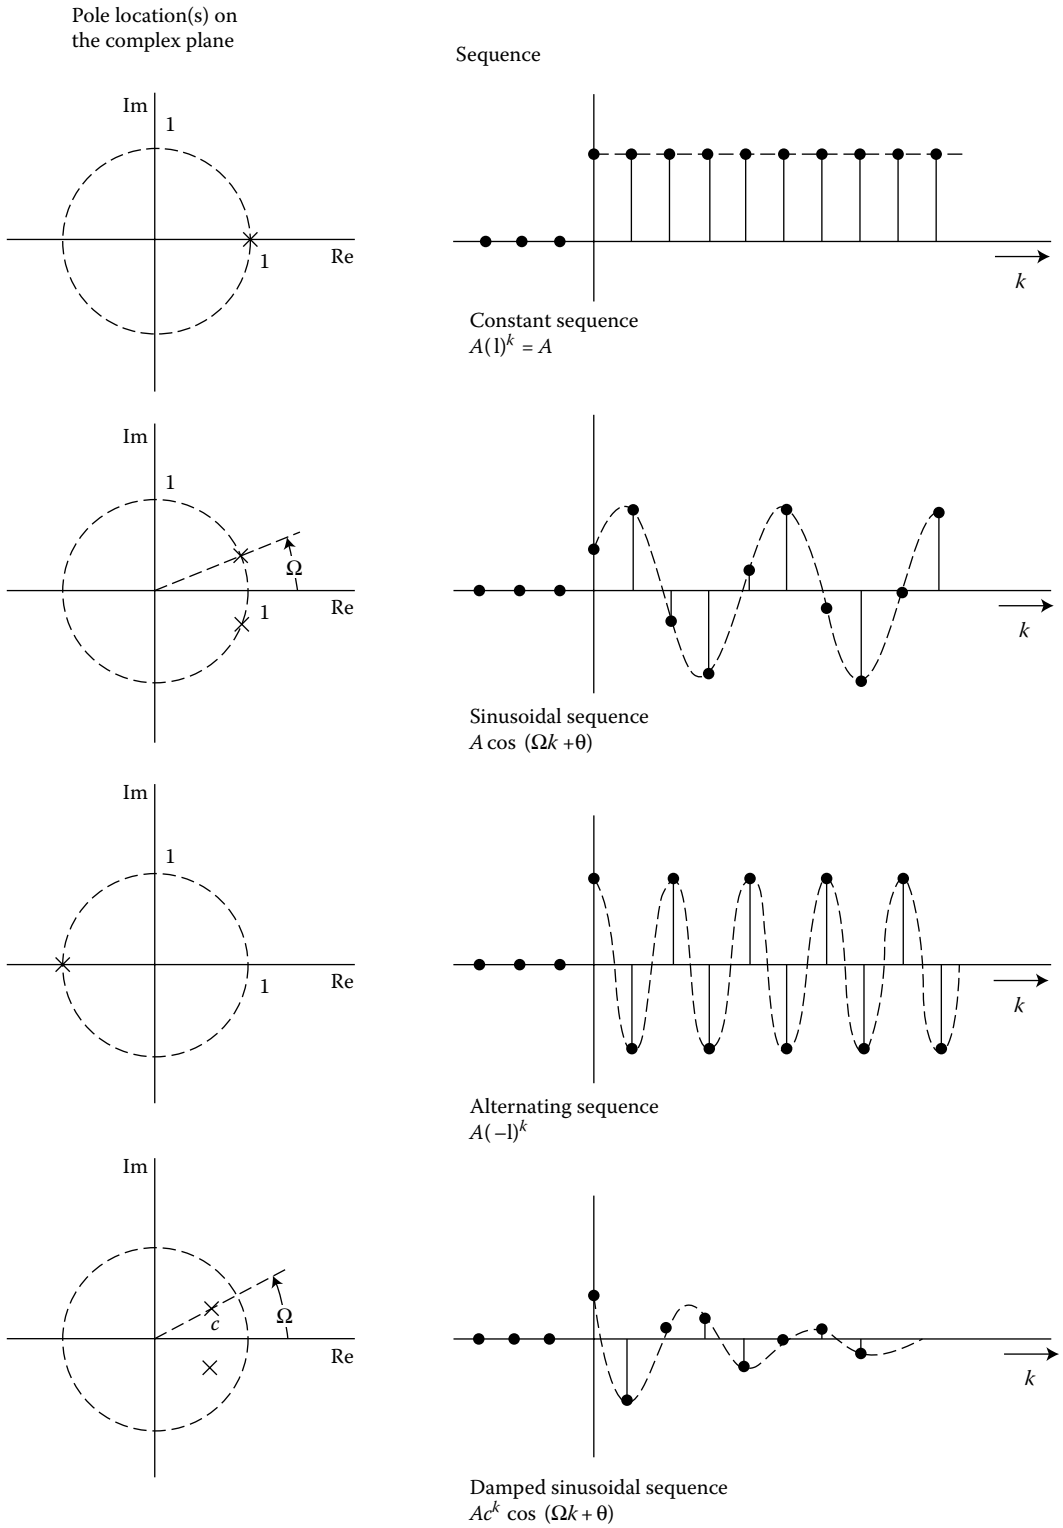 Pole location(s) on
the complex plane
Sequence
Im
1
1
Re
k
Constant sequence
A(1)^k = A
Im
1
Ω
1
Re
k
Sinusoidal sequence
A cos (Ωk + θ)
Im
1
1
Re
k
Alternating sequence
A(−1)^k
Im
Ω
c
Re
k
Damped sinusoidal sequence
Ac^k cos (Ωk + θ)